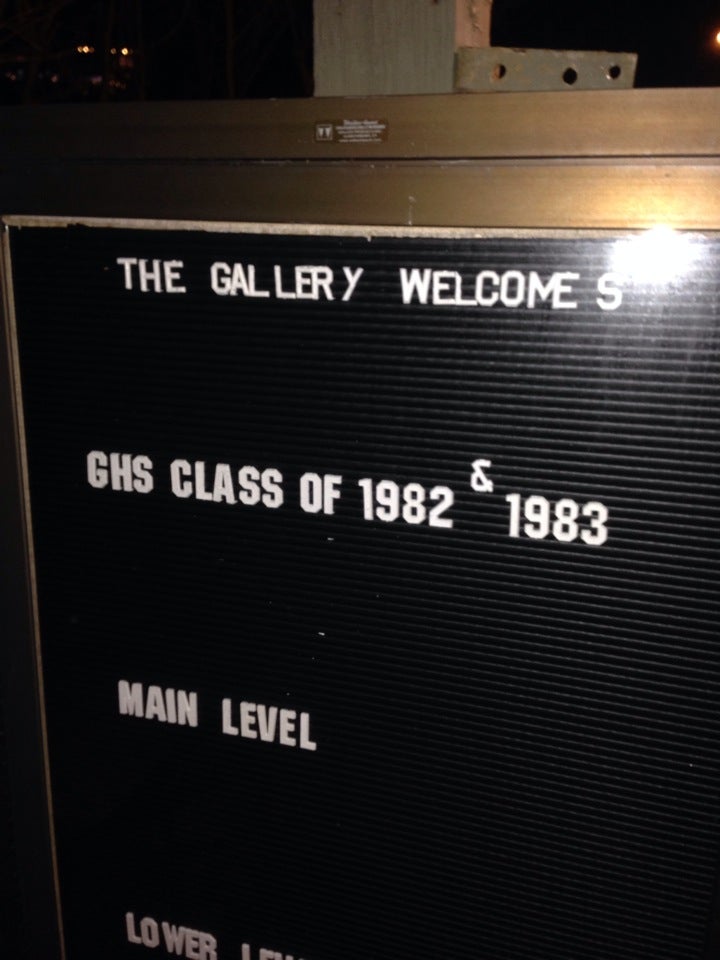 THE GALLERY WELCOMES
GHS CLASS OF 1982 & 1983
MAIN LEVEL
LOWER